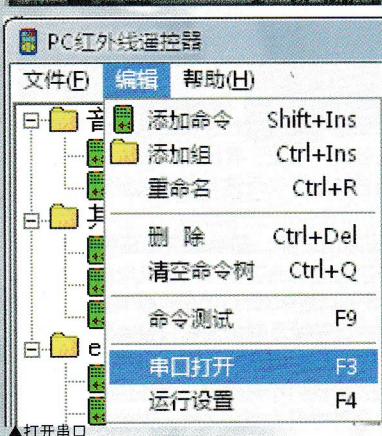 PC红外线遥控器
文件(F) 编辑 帮助(H)
添加命令 Shift+Ins
添加组 Ctrl+Ins
重命名 Ctrl+R
删 除 Ctrl+Del
清空命令树 Ctrl+Q
命令测试 F9
串口打开 F3
运行设置 F4
e
▲打开串口